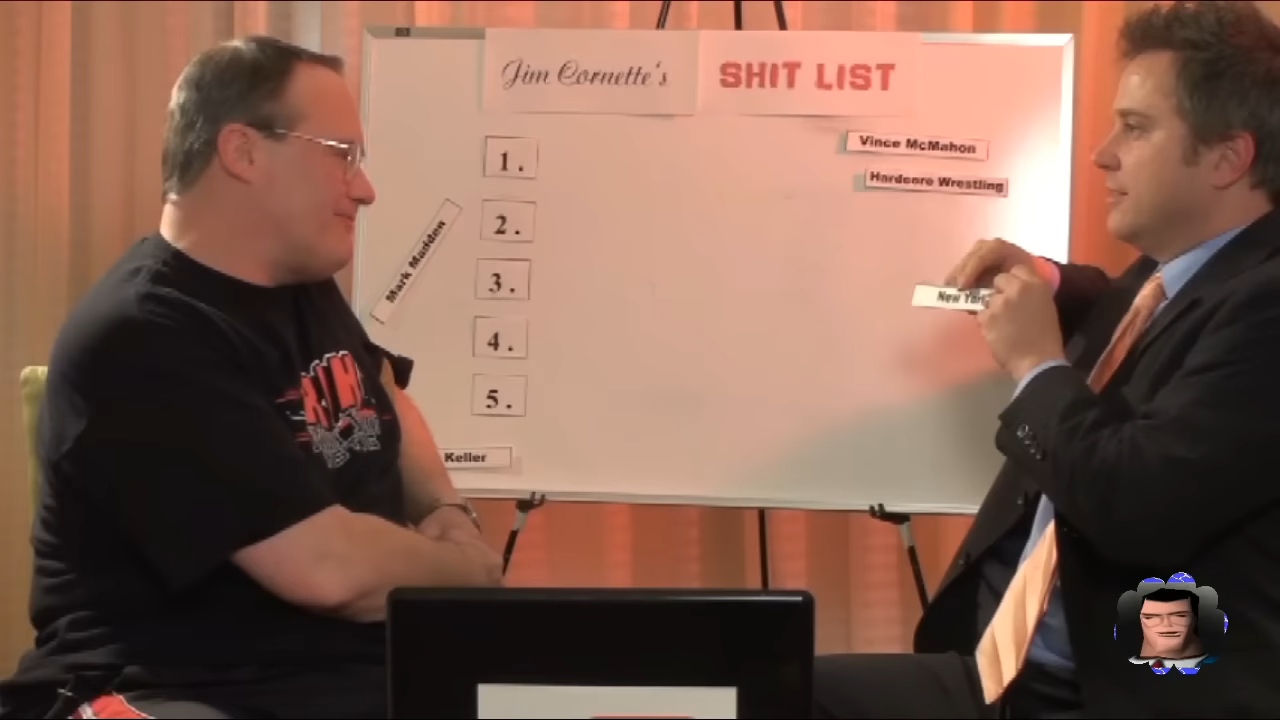 Jim Cornette's SHIT LIST
Vince McMahon
1.
Hardcore Wrestling
2.
Mark Madden
3.
New York
4.
5.
Keller